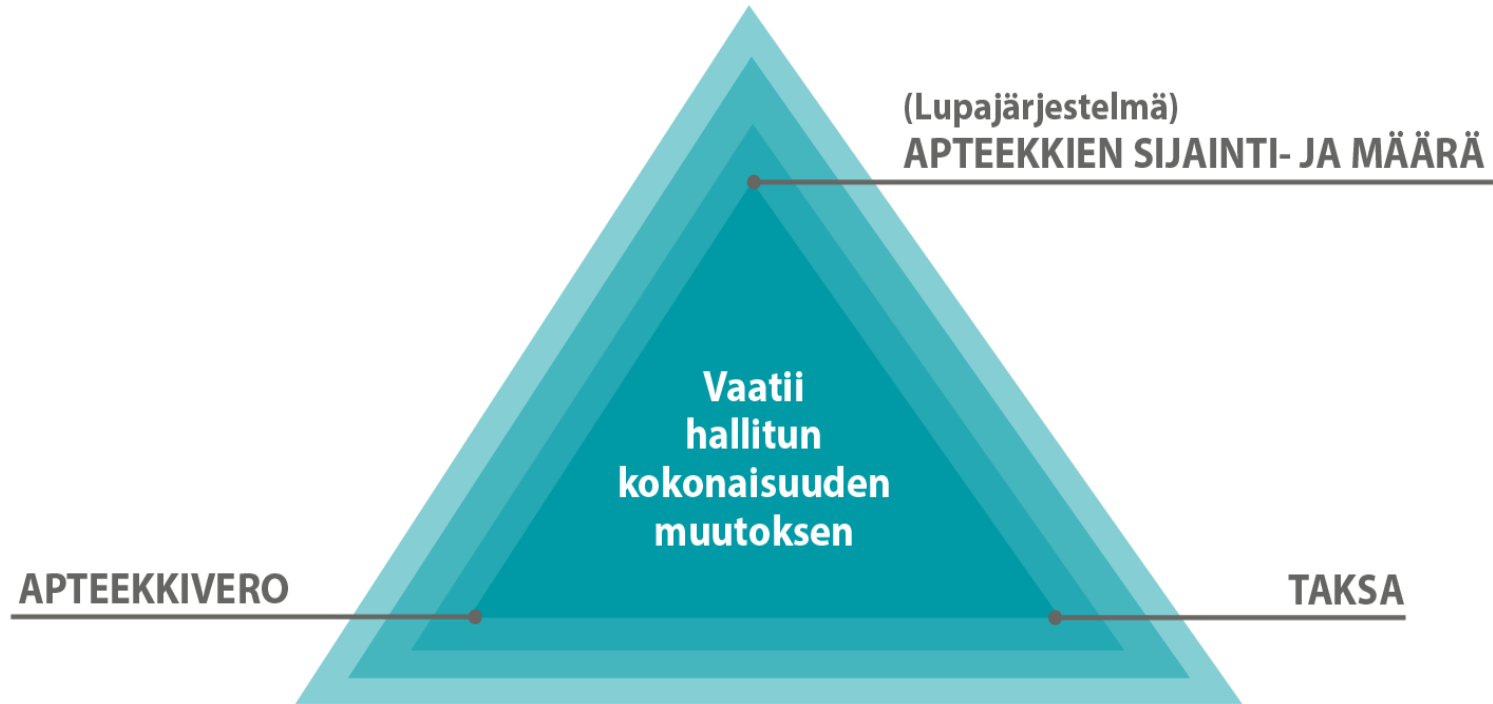 (Lupajärjestelmä)
APTEEKKIEN SIJAINTI- JA MÄÄRÄ
Vaatii
hallitun
kokonaisuuden
muutoksen
APTEEKKIVERO
TAKSA